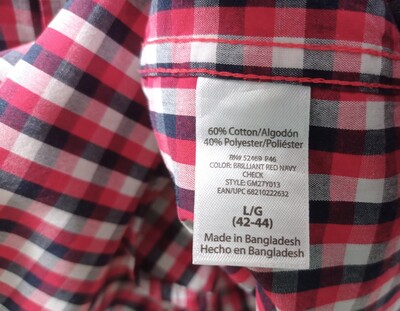 60% Cotton/Algodón
40% Polyester/Poliéster
RN# 52469 P46
COLOR: BRILLIANT RED NAVY
CHECK
STYLE: GM27Y013
EAN/UPC 68210222632
L/G
(42-44)
Made in Bangladesh
Hecho en Bangladesh